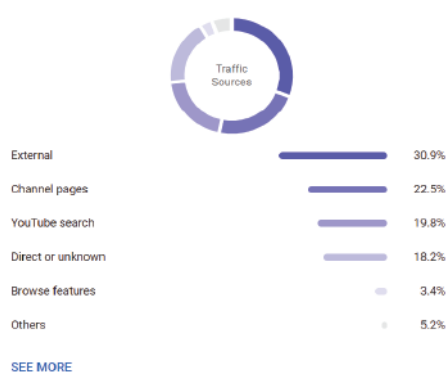 Traffic
Sources
External 30.9%
Channel pages 22.5%
YouTube search 19.8%
Direct or unknown 18.2%
Browse features 3.4%
Others 5.2%
SEE MORE